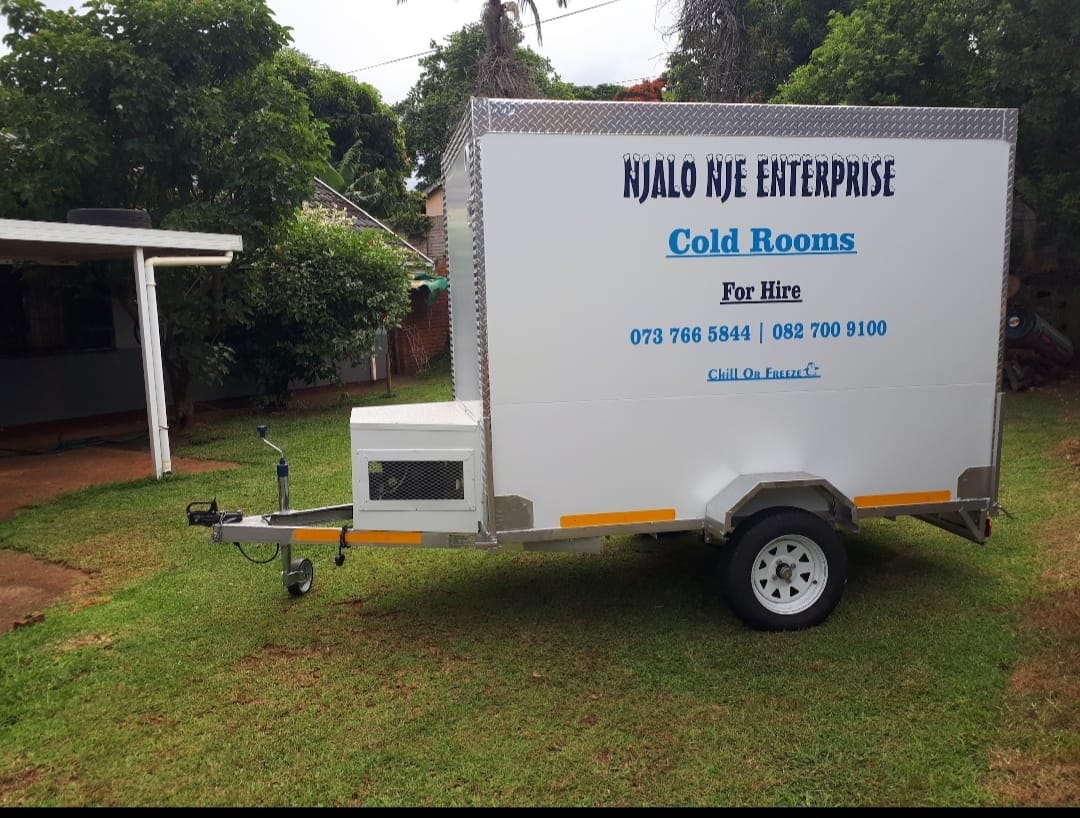 NJALO NJE ENTERPRISE
Cold Rooms
For Hire
073 766 5844 | 082 700 9100
Chill Or Freeze